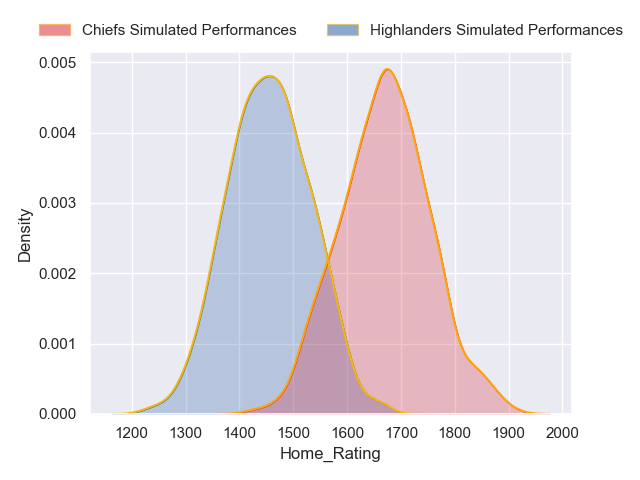 Chiefs Simulated Performances Highlanders Simulated Performances
0.005
0.004
0.003
0.002
0.001
0.000
Density
1200 1300 1400 1500 1600 1700 1800 1900 2000
Home_Rating